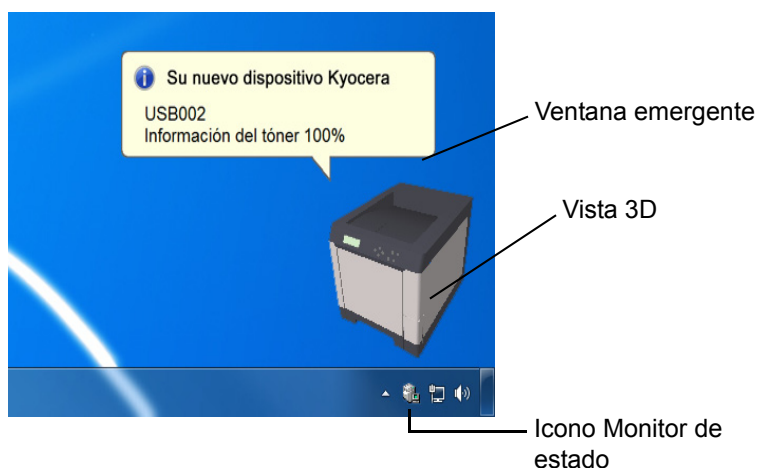 Su nuevo dispositivo Kyocera
USB002
Información del tóner 100%
Ventana emergente
Vista 3D
Icono Monitor de
estado